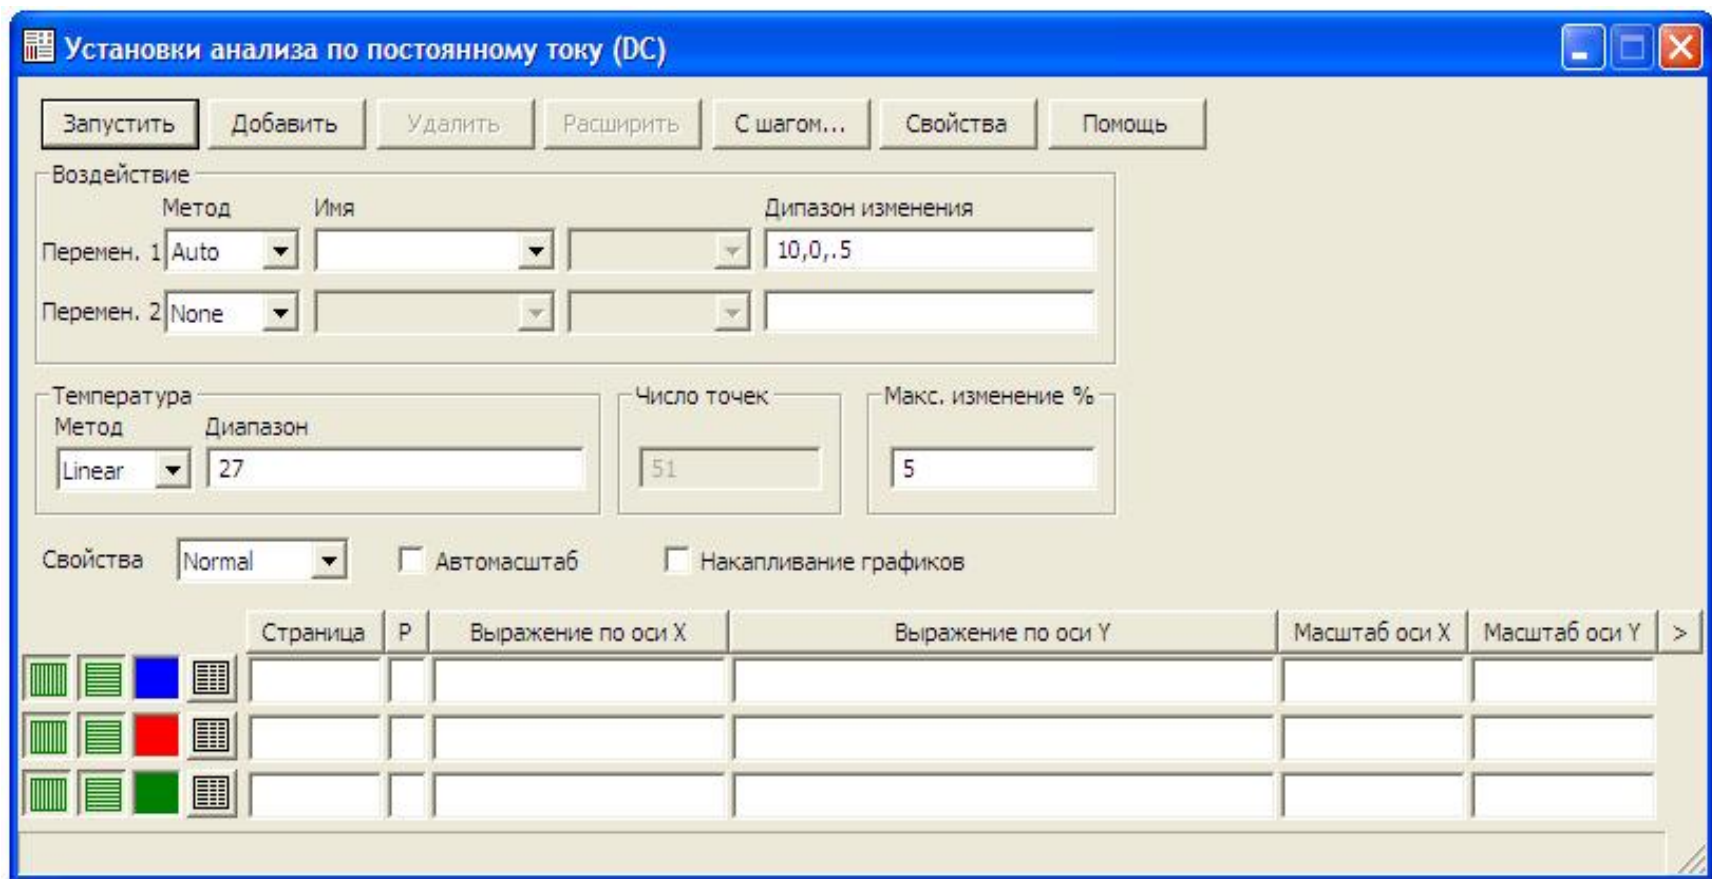 Установки анализа по постоянному току (DC)
Запустить Добавить Удалить Расширить С шагом... Свойства Помощь
Воздействие
Метод Имя Дипазон изменения
Перемен. 1 Auto 10,0,.5
Перемен. 2 None
Температура Число точек Макс. изменение %
Метод Диапазон
Linear 27 51 5
Свойства Normal Автомасштаб Накапливание графиков
Страница P Выражение по оси X Выражение по оси Y Масштаб оси X Масштаб оси Y >